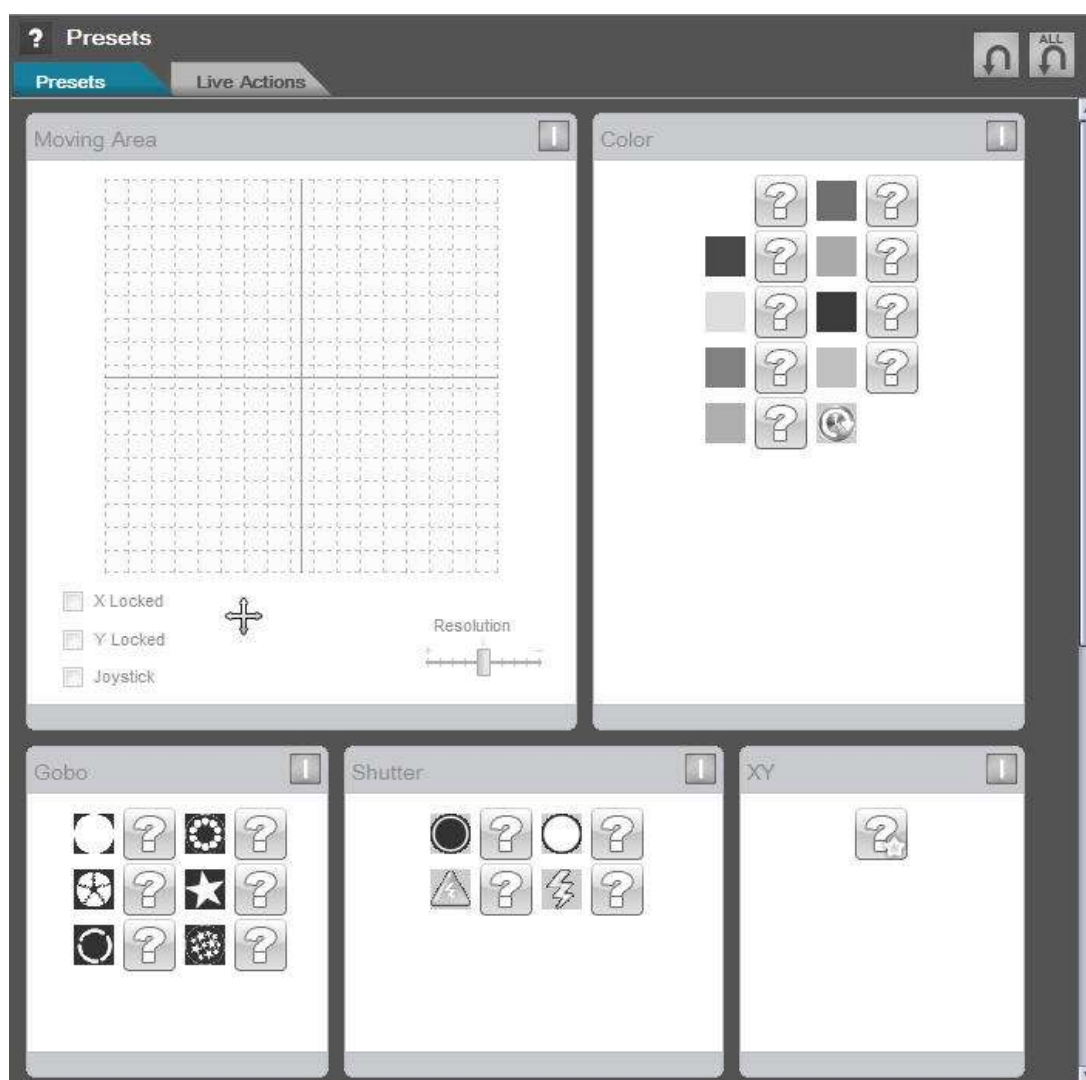 ? Presets
ALL
Presets
Live Actions
Moving Area
Color
? ?
? ?
? ?
? ?
?
X Locked
Y Locked
Joystick
Resolution
+ -
Gobo
Shutter
XY
? ? ? ? ?
? ? ? ?
? ?